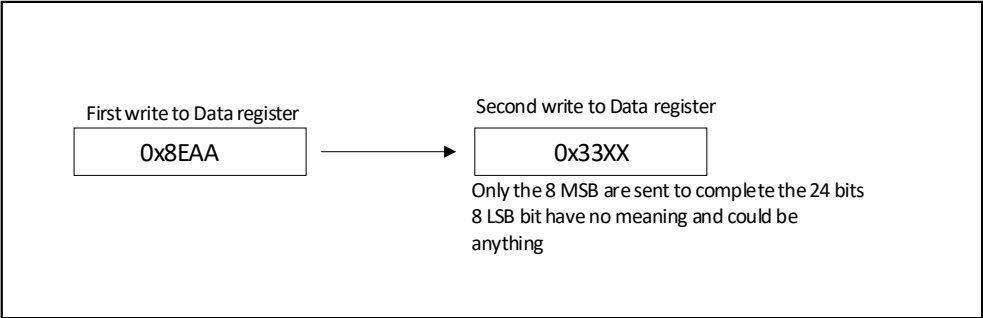 First write to Data register
0x8EAA
Second write to Data register
0x33XX
Only the 8 MSB are sent to complete the 24 bits
8 LSB bit have no meaning and could be
anything